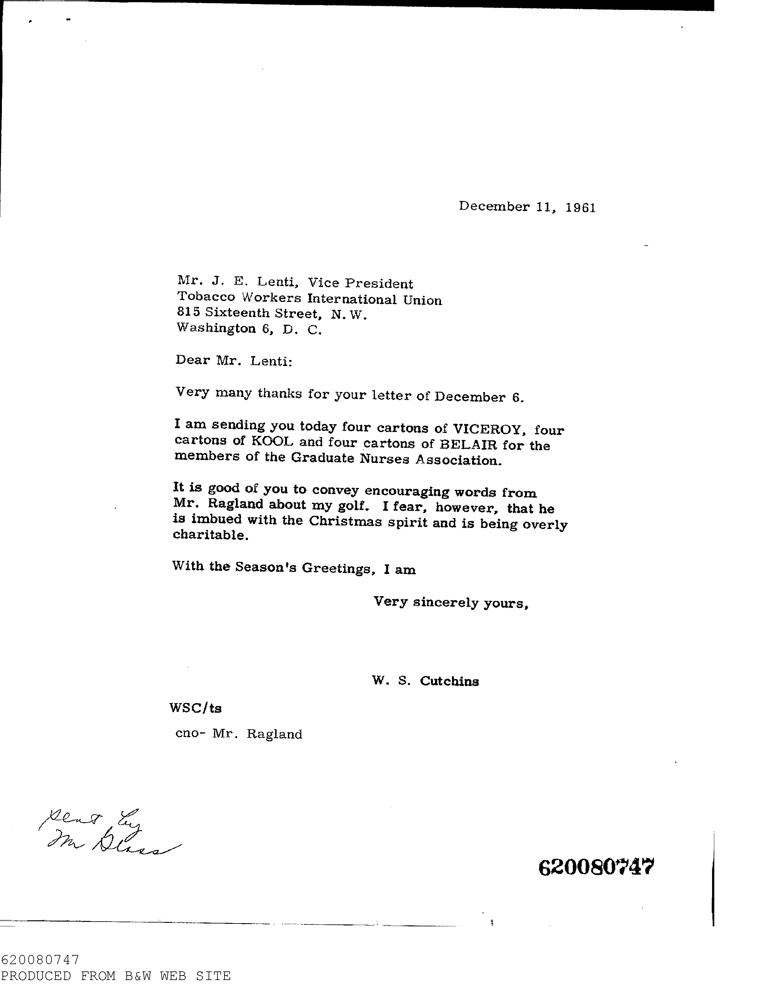 December 11, 1961
Mr. J. E. Lenti, Vice President
Tobacco Workers International Union
815 Sixteenth Street, N. W.
Washington 6, D. C.
Dear Mr. Lenti:
Very many thanks for your letter of December 6.
I am sending you today four cartons of VICEROY, four
cartons of KOOL and four cartons of BELAIR for the
members of the Graduate Nurses Association.
It is good of you to convey encouraging words from
Mr. Ragland about my golf. I fear, however, that he
is imbued with the Christmas spirit and is being overly
charitable.
With the Season's Greetings, I am
Very sincerely yours,
W. S. Cutchins
WSC/ts
cno- Mr. Ragland
sent by
620080747
620080747
PRODUCED FROM B&W WEB SITE